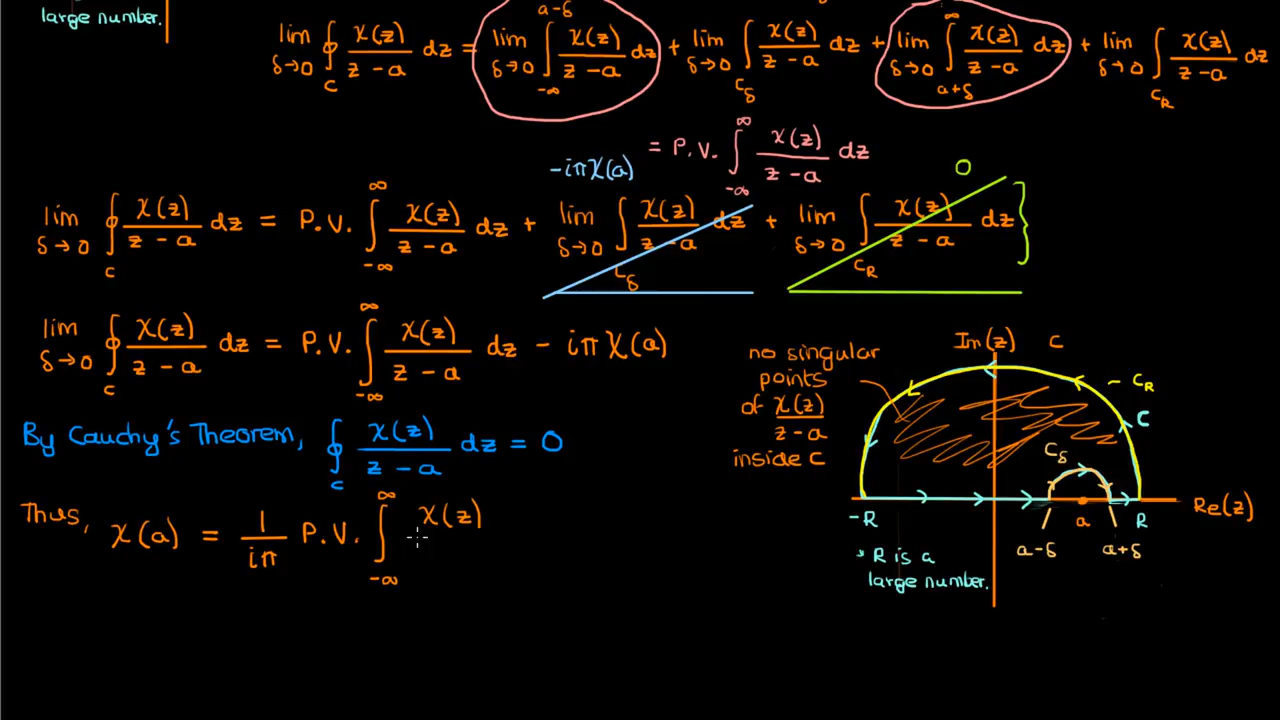 large number.
lim δ→0 ∮_C χ(z)/(z-a) dz = lim δ→0 ∫_{-∞}^{a-δ} χ(z)/(z-a) dz + lim δ→0 ∫_{C_δ} χ(z)/(z-a) dz + lim δ→0 ∫_{a+δ}^{∞} χ(z)/(z-a) dz + lim δ→0 ∫_{C_R} χ(z)/(z-a) dz
= P.V. ∫_{-∞}^{∞} χ(z)/(z-a) dz
-iπχ(a)
0
lim δ→0 ∮_C χ(z)/(z-a) dz = P.V. ∫_{-∞}^{∞} χ(z)/(z-a) dz + lim δ→0 ∫_{C_δ} χ(z)/(z-a) dz + lim δ→0 ∫_{C_R} χ(z)/(z-a) dz }
lim δ→0 ∮_C χ(z)/(z-a) dz = P.V. ∫_{-∞}^{∞} χ(z)/(z-a) dz - iπχ(a)
By Cauchy's Theorem, ∮_C χ(z)/(z-a) dz = 0
Thus, χ(a) = 1/(iπ) P.V. ∫_{-∞}^{∞} χ(z)
no singular
points
of χ(z)/(z-a)
inside C
Im(z)
C
- C_R
C
C_δ
-R
a
R
Re(z)
a-δ
a+δ
* R is a
large number.